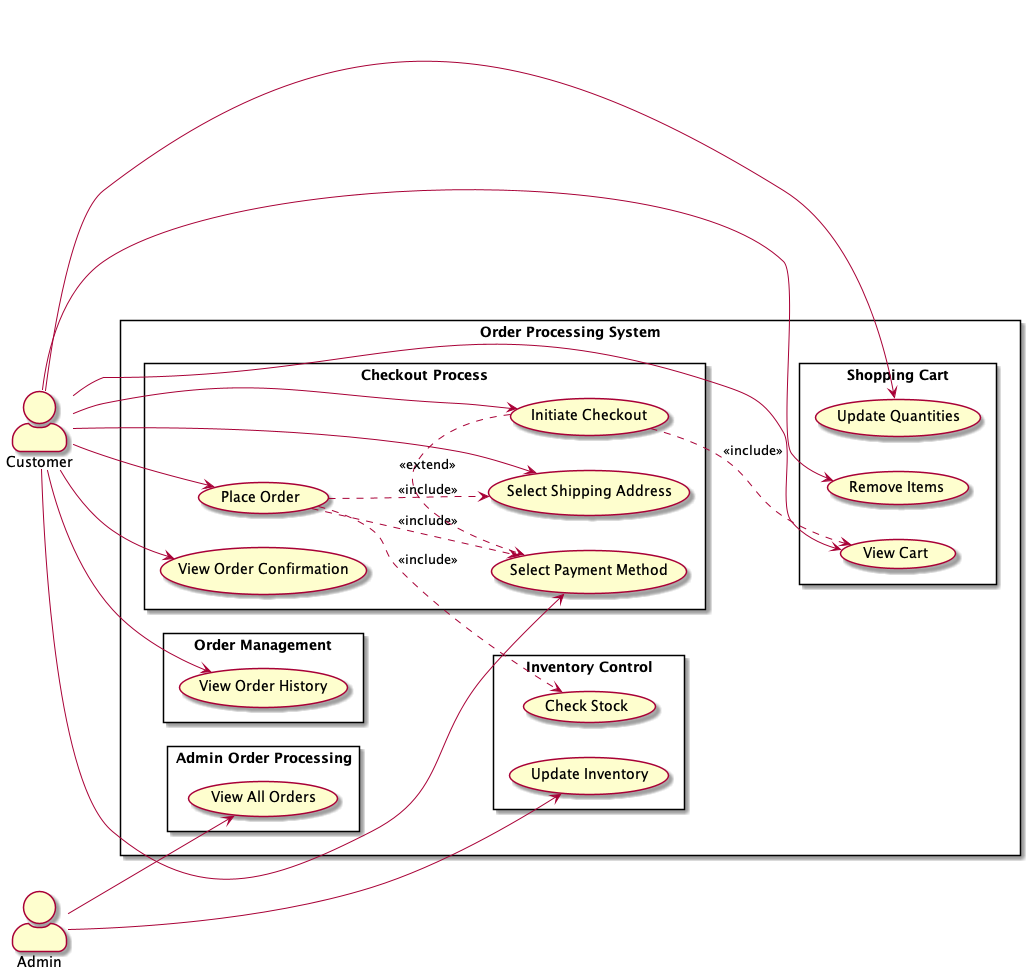 Order Processing System
Checkout Process
Shopping Cart
Initiate Checkout
Update Quantities
«include»
Customer
«extend»
Remove Items
«include»
Select Shipping Address
Place Order
«include»
View Cart
«include»
View Order Confirmation
Select Payment Method
Order Management
View Order History
Inventory Control
Check Stock
Admin Order Processing
Update Inventory
View All Orders
Admin